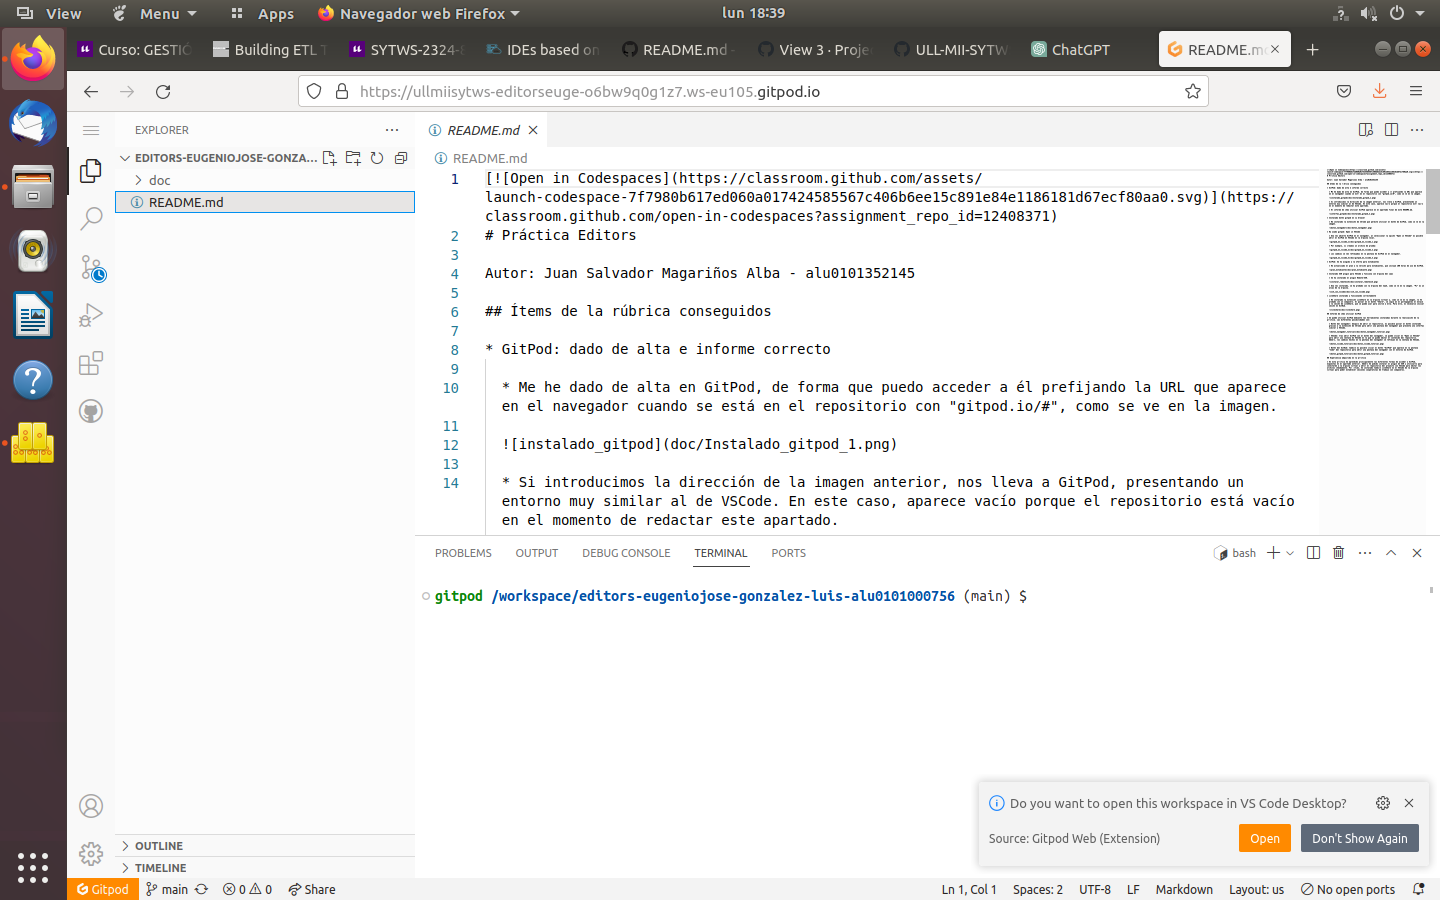 View
Menu
Apps
Navegador web Firefox
lun 18:39
Curso: GESTIÓ
Building ETL T
SYTWS-2324-
IDEs based on
README.md -
View 3 · Proje
ULL-MII-SYTW
ChatGPT
README.md
https://ullmiisytws-editorseuge-o6bw9q0g1z7.ws-eu105.gitpod.io
EXPLORER
EDITORS-EUGENIOJOSE-GONZA...
doc
README.md
README.md
README.md
1 [![Open in Codespaces](https://classroom.github.com/assets/
launch-codespace-7f7980b617ed060a017424585567c406b6ee15c891e84e1186181d67ecf80aa0.svg)](https://
classroom.github.com/open-in-codespaces?assignment_repo_id=12408371)
2 # Práctica Editors
3
4 Autor: Juan Salvador Magariños Alba - alu0101352145
5
6 ## Ítems de la rúbrica conseguidos
7
8 * GitPod: dado de alta e informe correcto
9
10 * Me he dado de alta en GitPod, de forma que puedo acceder a él prefijando la URL que aparece
en el navegador cuando se está en el repositorio con "gitpod.io/#", como se ve en la imagen.
11
12 ![instalado_gitpod](doc/Instalado_gitpod_1.png)
13
14 * Si introducimos la dirección de la imagen anterior, nos lleva a GitPod, presentando un
entorno muy similar al de VSCode. En este caso, aparece vacío porque el repositorio está vacío
en el momento de redactar este apartado.
PROBLEMS
OUTPUT
DEBUG CONSOLE
TERMINAL
PORTS
bash
gitpod /workspace/editors-eugeniojose-gonzalez-luis-alu0101000756 (main) $
Do you want to open this workspace in VS Code Desktop?
Source: Gitpod Web (Extension)
Open
Don't Show Again
OUTLINE
TIMELINE
Gitpod
main
0
0
Share
Ln 1, Col 1
Spaces: 2
UTF-8
LF
Markdown
Layout: us
No open ports